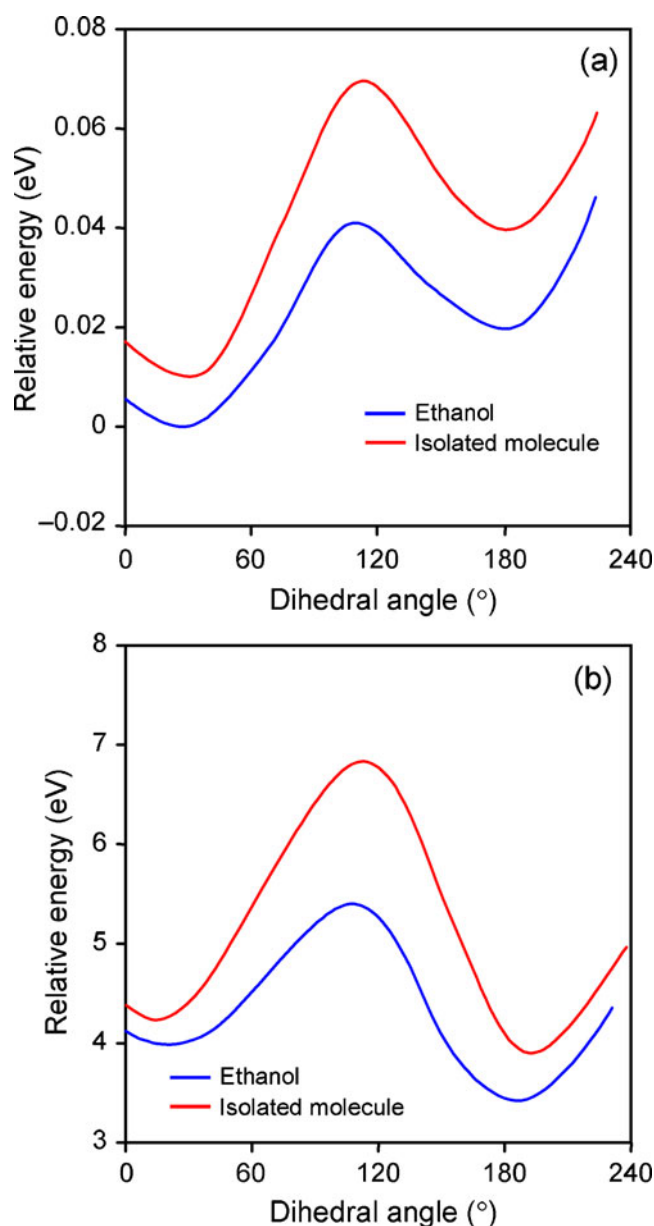 (a)
Relative energy (eV)
0.08
0.06
0.04
0.02
0
–0.02
Ethanol
Isolated molecule
0 60 120 180 240
Dihedral angle (°)
(b)
Relative energy (eV)
8
7
6
5
4
3
Ethanol
Isolated molecule
0 60 120 180 240
Dihedral angle (°)